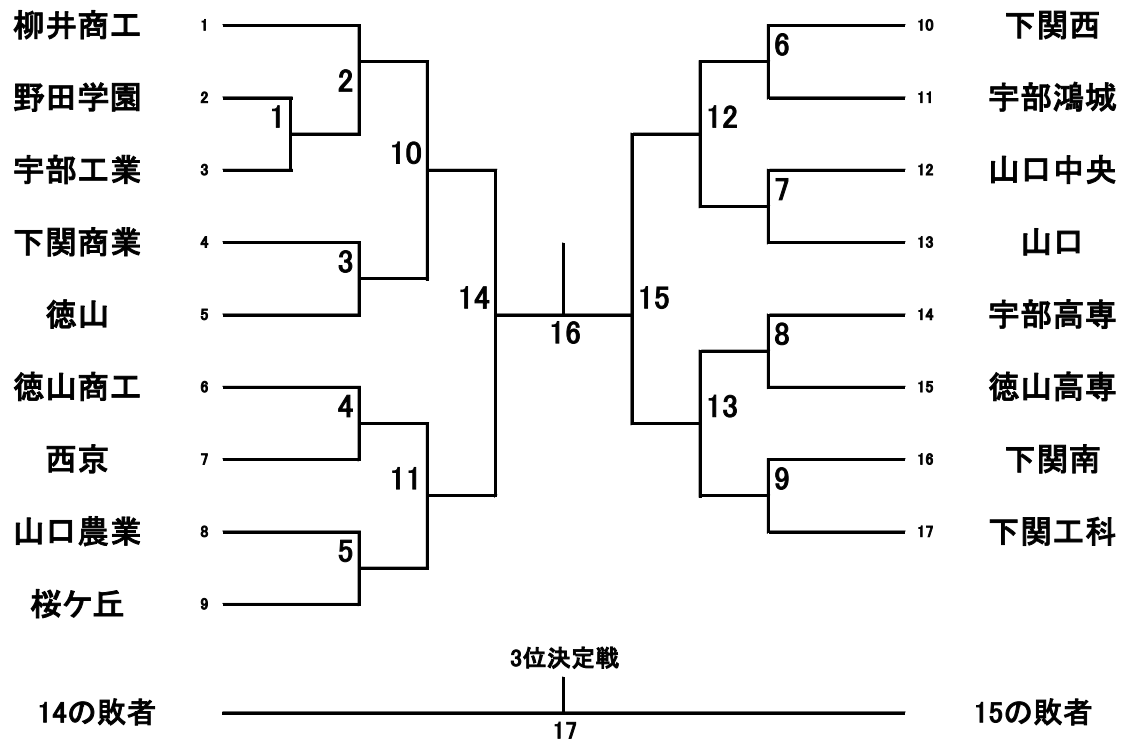 柳井商工 1
野田学園 2
宇部工業 3
下関商業 4
徳山 5
徳山商工 6
西京 7
山口農業 8
桜ケ丘 9
1
2
3
4
5
10
11
14
16
15
12
13
6
7
8
9
10 下関西
11 宇部鴻城
12 山口中央
13 山口
14 宇部高専
15 徳山高専
16 下関南
17 下関工科
3位決定戦
14の敗者
17
15の敗者